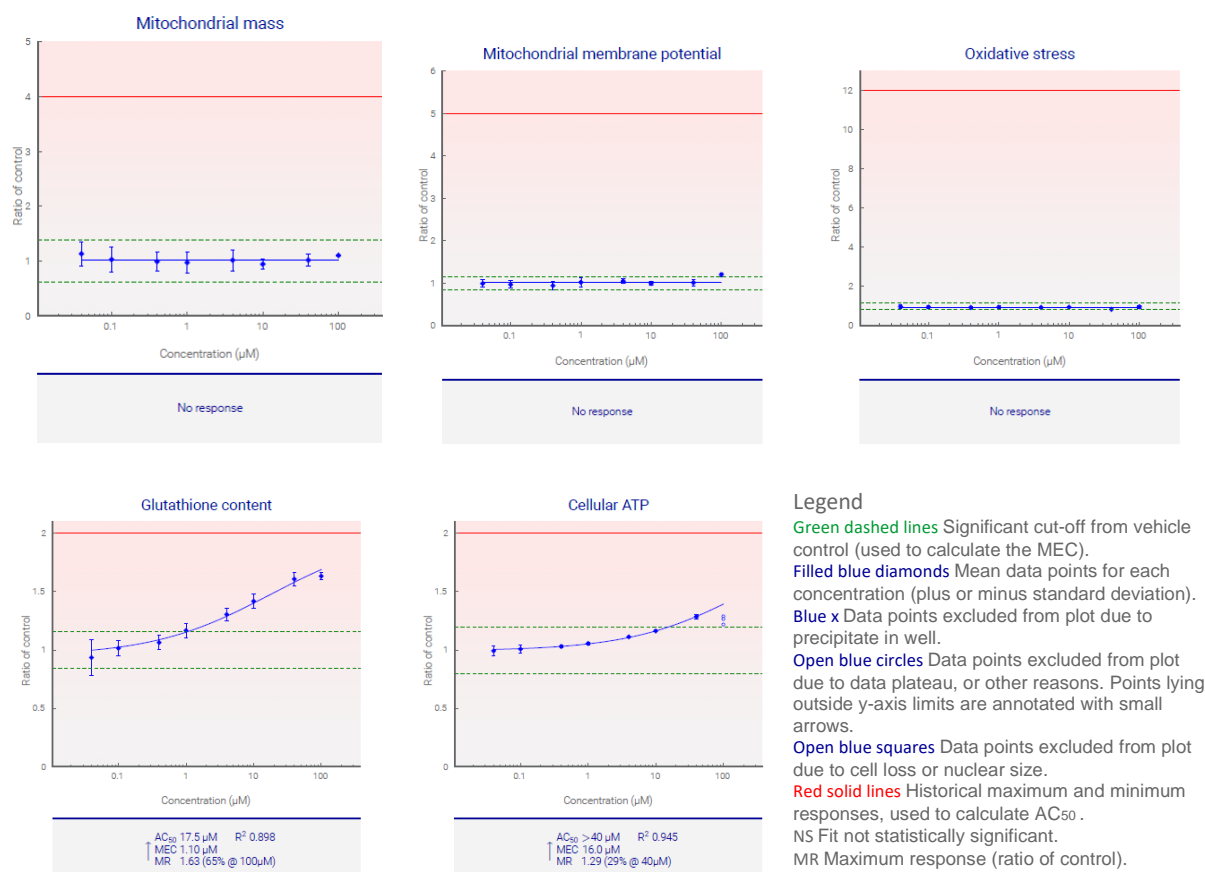 Mitochondrial mass
5
4
3
2
1
0
Ratio of control
0.1
1
10
100
Concentration (µM)
No response
Mitochondrial membrane potential
6
5
4
3
2
1
0
Ratio of control
0.1
1
10
100
Concentration (µM)
No response
Oxidative stress
12
10
8
6
4
2
0
Ratio of control
0.1
1
10
100
Concentration (µM)
No response
Glutathione content
2
1.5
1
0.5
0
Ratio of control
0.1
1
10
100
Concentration (µM)
AC₅₀ 17.5 µM R² 0.898
↑ MEC 1.10 µM
MR 1.63 (65% @ 100µM)
Cellular ATP
2
1.5
1
0.5
0
Ratio of control
0.1
1
10
100
Concentration (µM)
AC₅₀ >40 µM R² 0.945
↑ MEC 16.0 µM
MR 1.29 (29% @ 40µM)
Legend
Green dashed lines Significant cut-off from vehicle
control (used to calculate the MEC).
Filled blue diamonds Mean data points for each
concentration (plus or minus standard deviation).
Blue x Data points excluded from plot due to
precipitate in well.
Open blue circles Data points excluded from plot
due to data plateau, or other reasons. Points lying
outside y-axis limits are annotated with small
arrows.
Open blue squares Data points excluded from plot
due to cell loss or nuclear size.
Red solid lines Historical maximum and minimum
responses, used to calculate AC₅₀ .
NS Fit not statistically significant.
MR Maximum response (ratio of control).